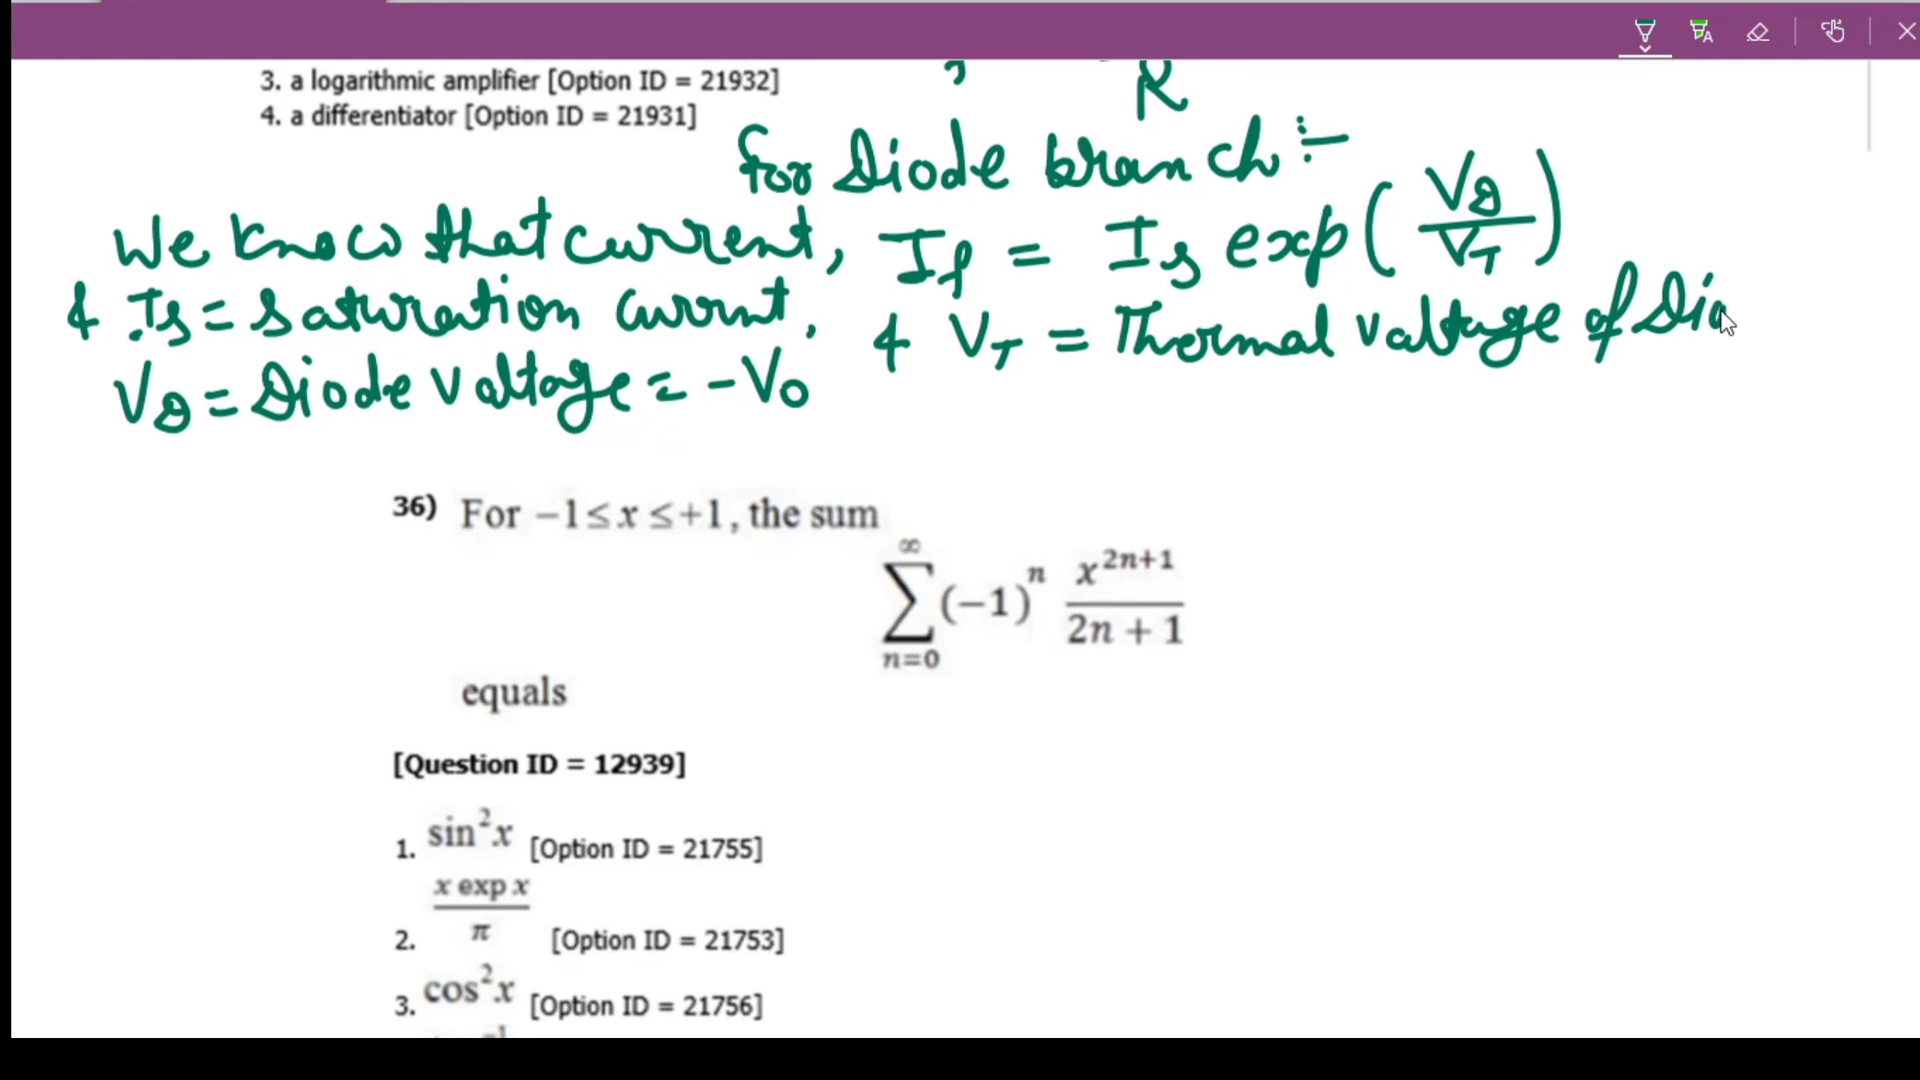 3. a logarithmic amplifier [Option ID = 21932]
4. a differentiator [Option ID = 21931]
R
for Diode branch :-
We know that current, If = Is exp(VD/VT)
& Is = Saturation currnt, & VT = Thermal Valtage of Dio
VD = Diode Valtage = -V0
36) For −1 ≤ x ≤ +1, the sum
∞
∑ (−1)^n x^{2n+1} / 2n + 1
n=0
equals
[Question ID = 12939]
1. sin²x [Option ID = 21755]
2. x exp x / π [Option ID = 21753]
3. cos²x [Option ID = 21756]